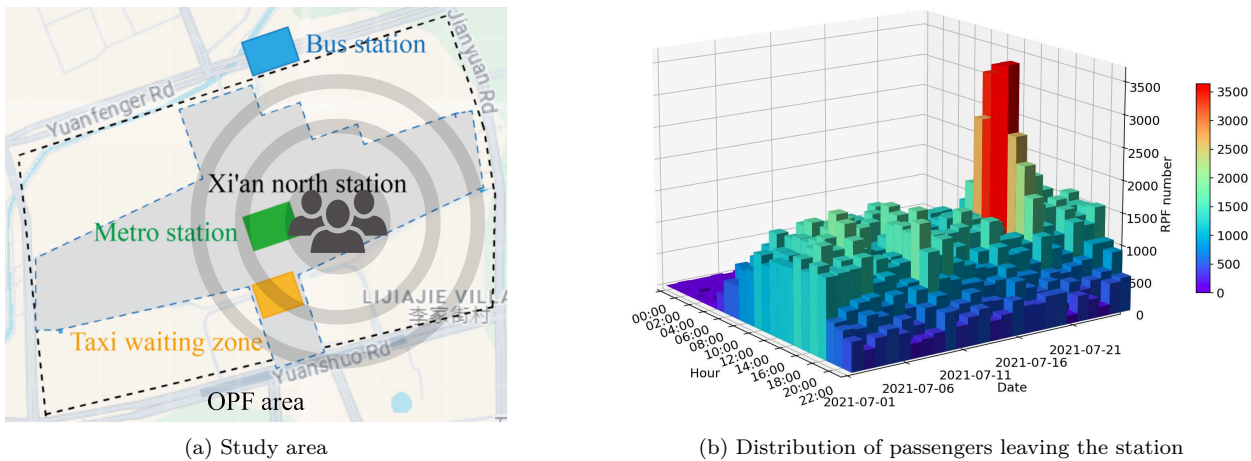 Bus station
Jianyuan Rd
Yuanfenger Rd
Xi'an north station
Metro station
LIJIAJIE VILLA
李家街村
Taxi waiting zone
Yuanshuo Rd
OPF area
(a) Study area
3500
3000
2500
2000
1500
1000
500
0
RPF number
00:00
02:00
04:00
06:00
08:00
10:00
12:00
14:00
16:00
18:00
20:00
22:00
Hour
2021-07-01
2021-07-06
2021-07-11
2021-07-16
2021-07-21
Date
3500
3000
2500
2000
1500
1000
500
0
(b) Distribution of passengers leaving the station